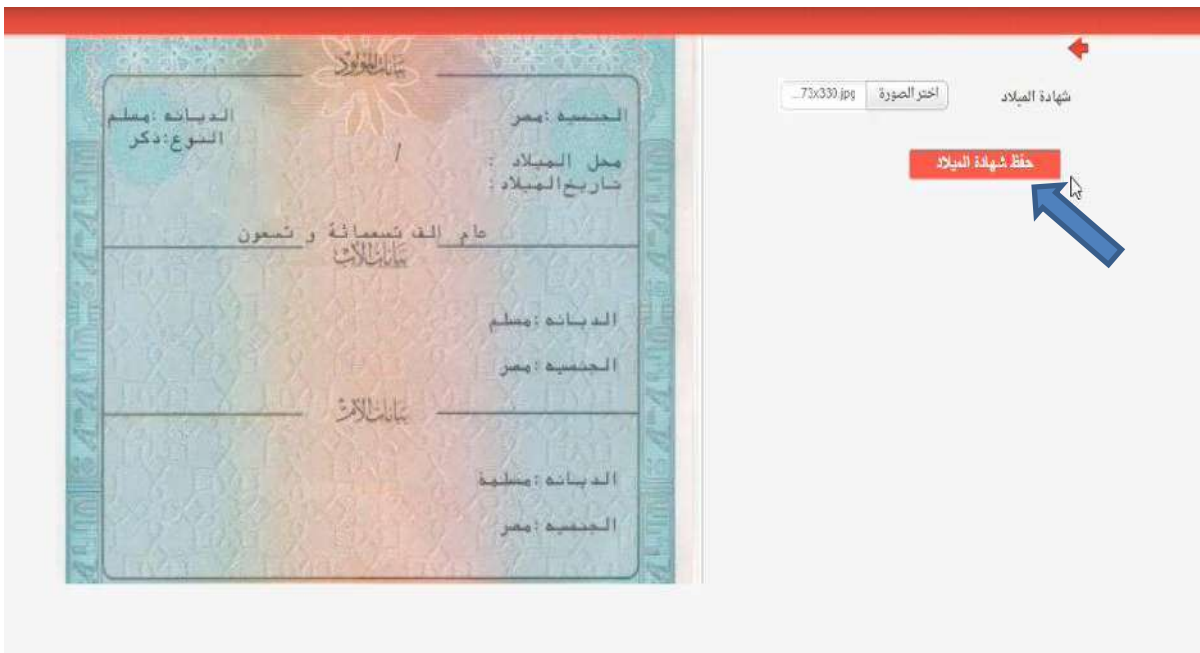 شهادة الميلاد
اختر الصورة
73x330.jpg...
حفظ شهادة الميلاد
بيانات المولود
الجنسيه :مصر
الديانه :مسلم
النوع:ذكر
محل الميلاد :
تاريخ الميلاد :
عام الف تسعمائة و تسعون
بيانات الأب
الديانه :مسلم
الجنسيه :مصر
بيانات الأم
الديانه :مسلمة
الجنسيه :مصر